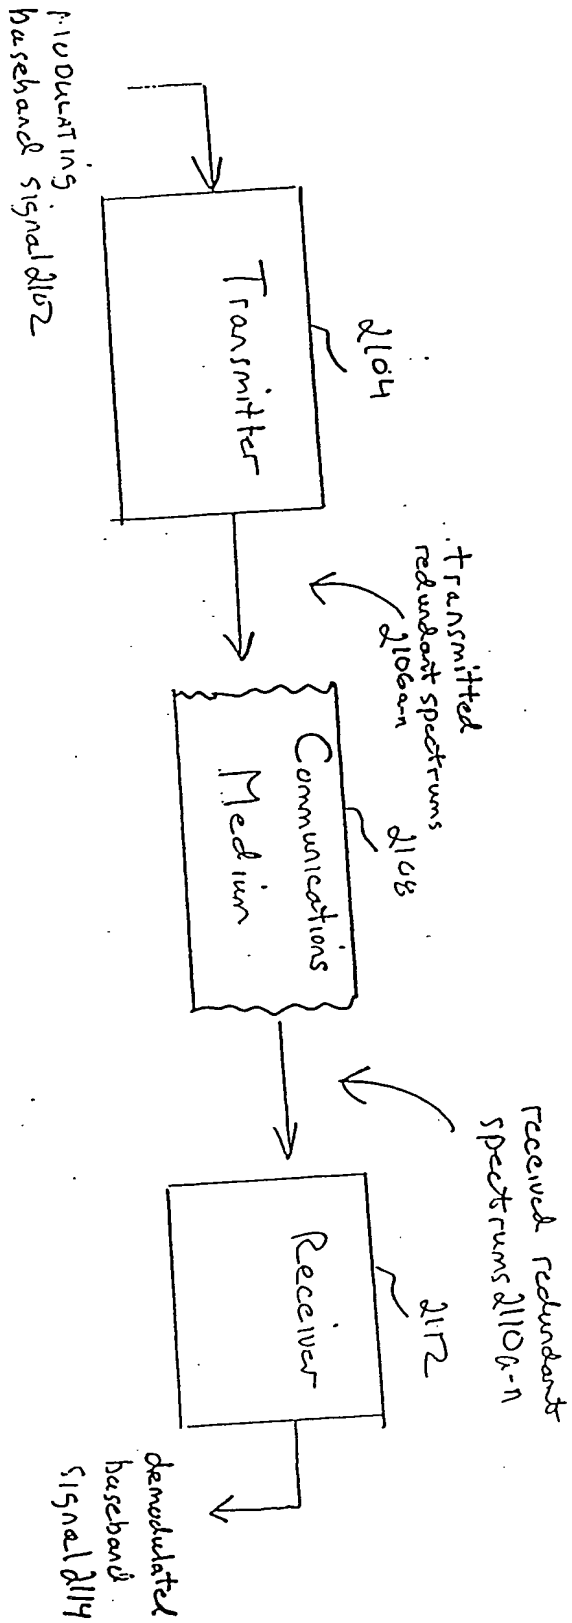 MODULATING
baseband signal 2102
Transmitter
2104
transmitted
redundant spectrums
2106a-n
Communications
Medium
2108
received redundant
spectrums 2110a-n
Receiver
2112
demodulated
baseband
signal 2114